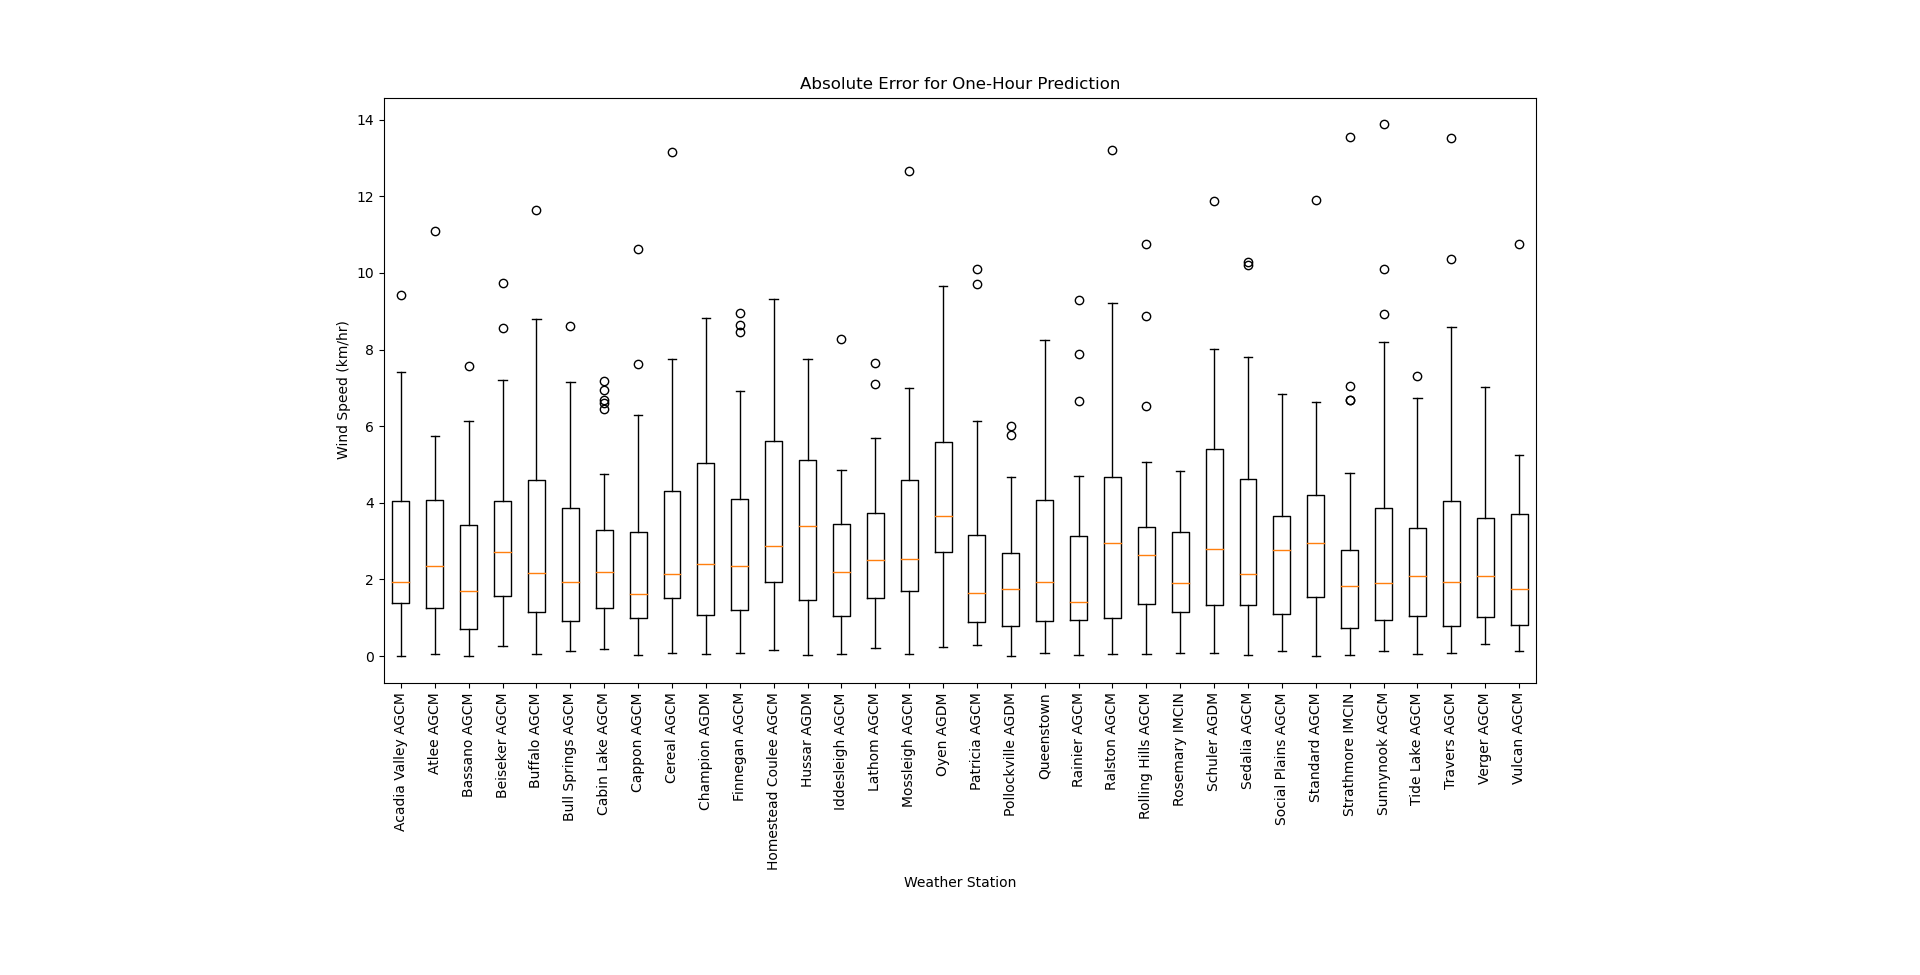 Absolute Error for One-Hour Prediction
14
12
10
8
6
4
2
0
Wind Speed (km/hr)
Acadia Valley AGCM
Atlee AGCM
Bassano AGCM
Beiseker AGCM
Buffalo AGCM
Bull Springs AGCM
Cabin Lake AGCM
Cappon AGCM
Cereal AGCM
Champion AGDM
Finnegan AGCM
Homestead Coulee AGCM
Hussar AGDM
Iddesleigh AGCM
Lathom AGCM
Mossleigh AGCM
Oyen AGDM
Patricia AGCM
Pollockville AGDM
Queenstown
Rainier AGCM
Ralston AGCM
Rolling Hills AGCM
Rosemary IMCIN
Schuler AGDM
Sedalia AGCM
Social Plains AGCM
Standard AGCM
Strathmore IMCIN
Sunnynook AGCM
Tide Lake AGCM
Travers AGCM
Verger AGCM
Vulcan AGCM
Weather Station